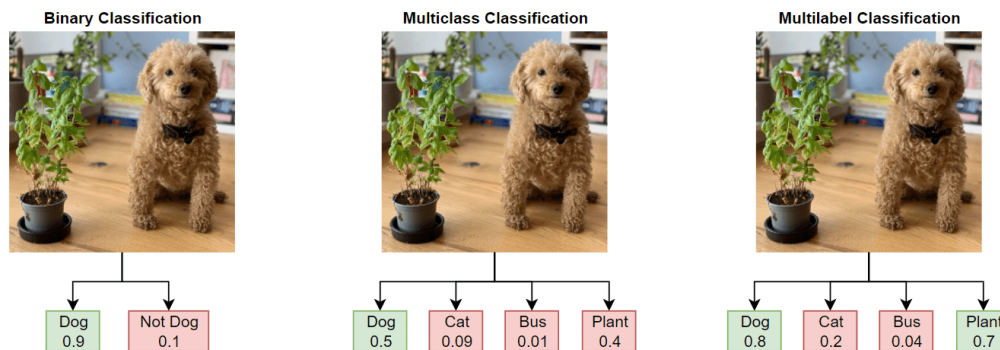 Binary Classification
Multiclass Classification
Multilabel Classification
Dog
0.9
Not Dog
0.1
Dog
0.5
Cat
0.09
Bus
0.01
Plant
0.4
Dog
0.8
Cat
0.2
Bus
0.04
Plant
0.7